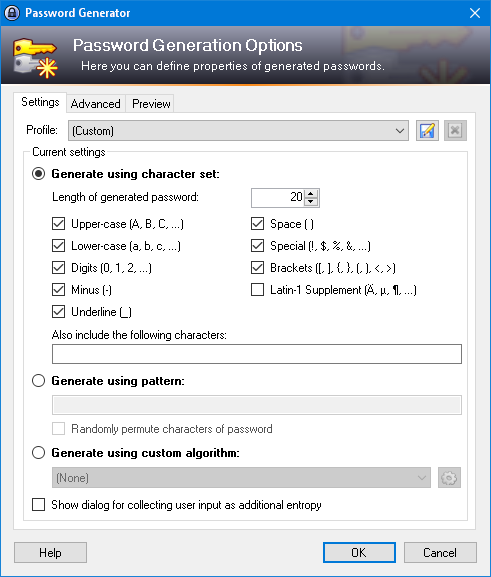 Password Generator
Password Generation Options
Here you can define properties of generated passwords.
Settings Advanced Preview
Profile: (Custom)
Current settings
Generate using character set:
Length of generated password: 20
Upper-case (A, B, C, ...) Space ( )
Lower-case (a, b, c, ...) Special (!, $, %, &, ...)
Digits (0, 1, 2, ...) Brackets ([, ], {, }, (, ), <, >)
Minus (-) Latin-1 Supplement (Ä, µ, ¶, ...)
Underline (_)
Also include the following characters:
Generate using pattern:
Randomly permute characters of password
Generate using custom algorithm:
(None)
Show dialog for collecting user input as additional entropy
Help OK Cancel